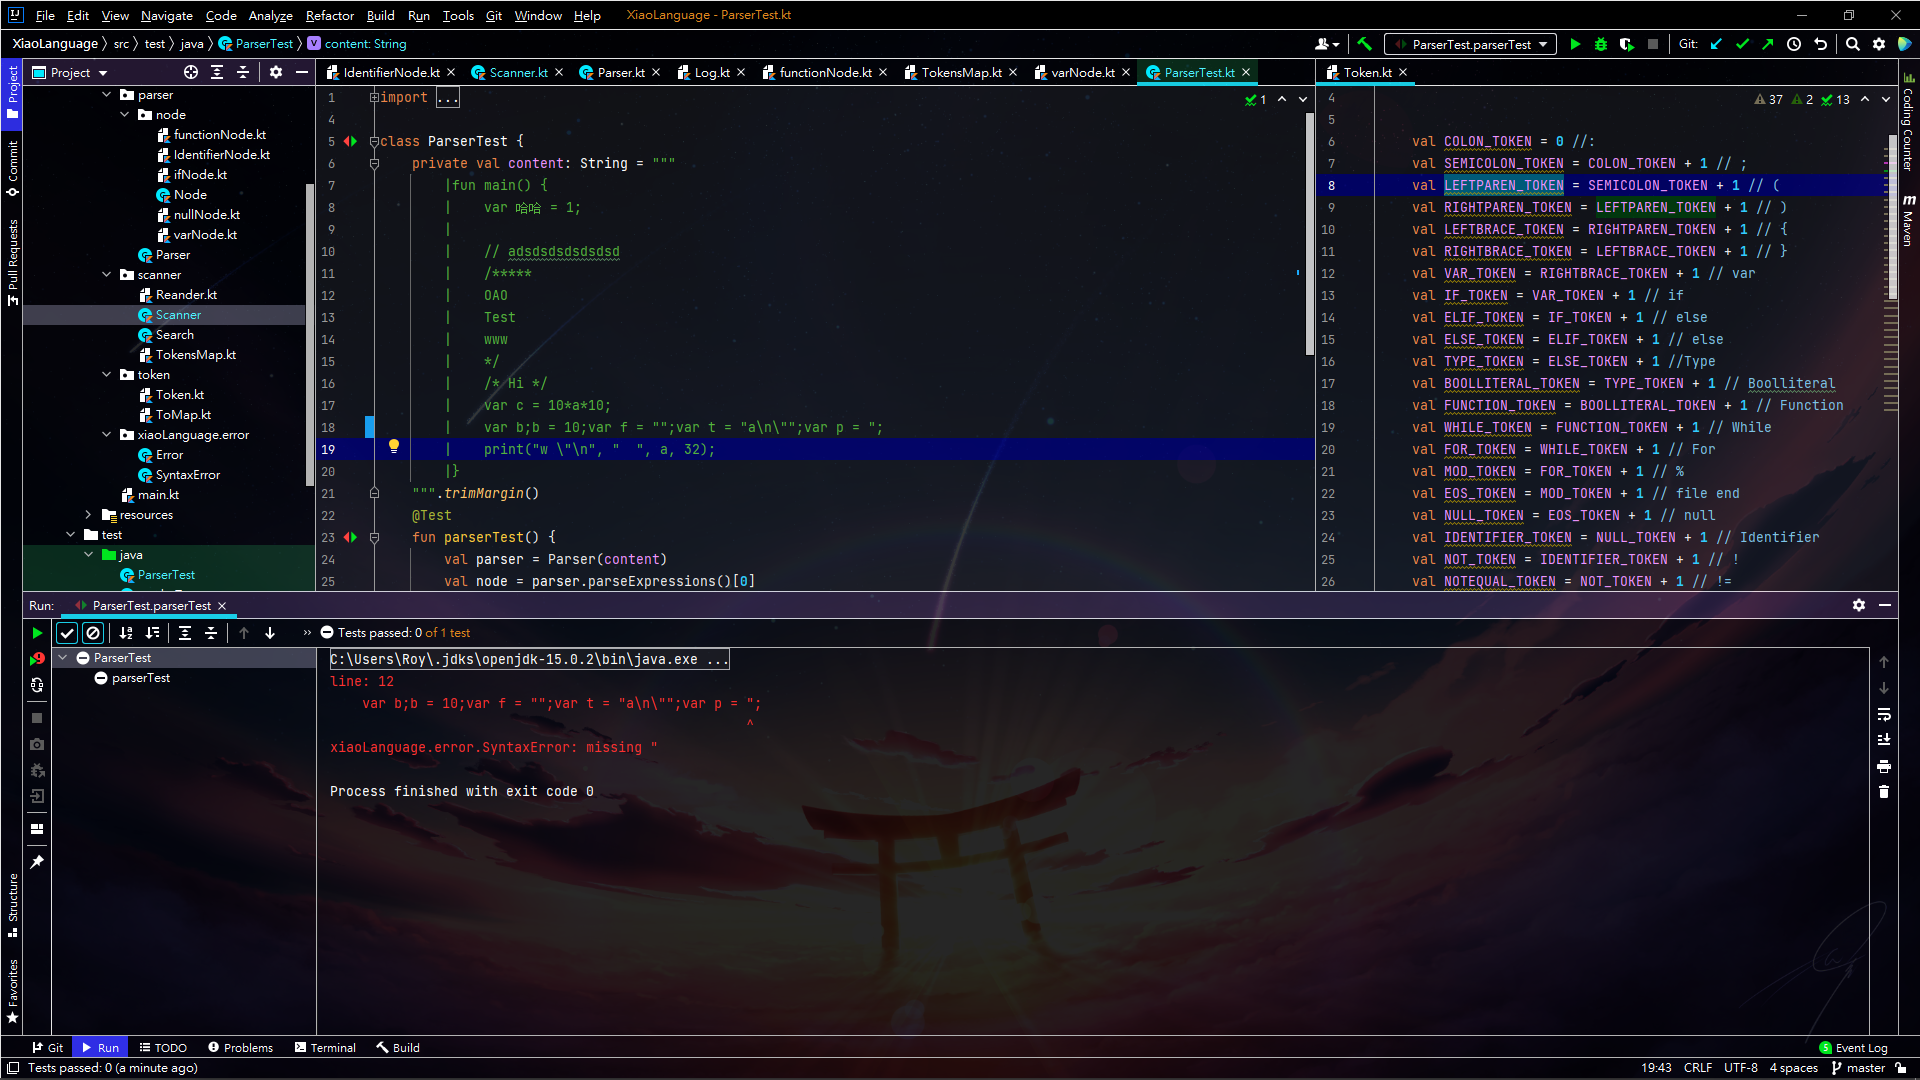 File Edit View Navigate Code Analyze Refactor Build Run Tools Git Window Help XiaoLanguage - ParserTest.kt
XiaoLanguage src test java ParserTest content: String
ParserTest.parserTest Git:
Project
IdentifierNode.kt Scanner.kt Parser.kt Log.kt functionNode.kt TokensMap.kt varNode.kt ParserTest.kt Token.kt
Project
Commit
Pull Requests
parser
node
functionNode.kt
IdentifierNode.kt
ifNode.kt
Node
nullNode.kt
varNode.kt
Parser
scanner
Reander.kt
Scanner
Search
TokensMap.kt
token
Token.kt
ToMap.kt
xiaoLanguage.error
Error
SyntaxError
main.kt
resources
test
java
ParserTest
1 import ...
4
5 class ParserTest {
6 private val content: String = """
7 |fun main() {
8 | var 哈哈 = 1;
9 |
10 | // adsdsdsdsdsdsd
11 | /*****
12 | OAO
13 | Test
14 | www
15 | */
16 | /* Hi */
17 | var c = 10*a*10;
18 | var b;b = 10;var f = "";var t = "a\n\"";var p = ";
19 | print("w \"\n", "  ", a, 32);
20 |}
21 """.trimMargin()
22 @Test
23 fun parserTest() {
24 val parser = Parser(content)
25 val node = parser.parseExpressions()[0]
1
37 2 13
4
5
6 val COLON_TOKEN = 0 //:
7 val SEMICOLON_TOKEN = COLON_TOKEN + 1 // ;
8 val LEFTPAREN_TOKEN = SEMICOLON_TOKEN + 1 // (
9 val RIGHTPAREN_TOKEN = LEFTPAREN_TOKEN + 1 // )
10 val LEFTBRACE_TOKEN = RIGHTPAREN_TOKEN + 1 // {
11 val RIGHTBRACE_TOKEN = LEFTBRACE_TOKEN + 1 // }
12 val VAR_TOKEN = RIGHTBRACE_TOKEN + 1 // var
13 val IF_TOKEN = VAR_TOKEN + 1 // if
14 val ELIF_TOKEN = IF_TOKEN + 1 // else
15 val ELSE_TOKEN = ELIF_TOKEN + 1 // else
16 val TYPE_TOKEN = ELSE_TOKEN + 1 //Type
17 val BOOLLITERAL_TOKEN = TYPE_TOKEN + 1 // Boolliteral
18 val FUNCTION_TOKEN = BOOLLITERAL_TOKEN + 1 // Function
19 val WHILE_TOKEN = FUNCTION_TOKEN + 1 // While
20 val FOR_TOKEN = WHILE_TOKEN + 1 // For
21 val MOD_TOKEN = FOR_TOKEN + 1 // %
22 val EOS_TOKEN = MOD_TOKEN + 1 // file end
23 val NULL_TOKEN = EOS_TOKEN + 1 // null
24 val IDENTIFIER_TOKEN = NULL_TOKEN + 1 // Identifier
25 val NOT_TOKEN = IDENTIFIER_TOKEN + 1 // !
26 val NOTEQUAL_TOKEN = NOT_TOKEN + 1 // !=
Coding Counter
Maven
Run: ParserTest.parserTest
Tests passed: 0 of 1 test
ParserTest
parserTest
C:\Users\Roy\.jdks\openjdk-15.0.2\bin\java.exe ...
line: 12
var b;b = 10;var f = "";var t = "a\n\"";var p = ";
^
xiaoLanguage.error.SyntaxError: missing "
Process finished with exit code 0
Structure
Favorites
Git Run TODO Problems Terminal Build 5 Event Log
Tests passed: 0 (a minute ago) 19:43 CRLF UTF-8 4 spaces master